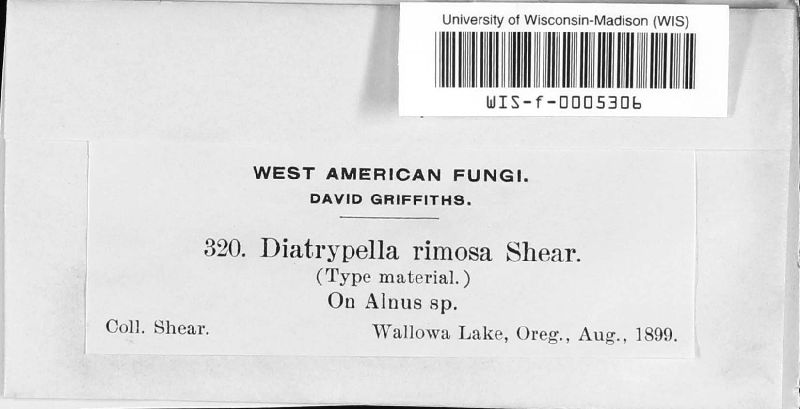 University of Wisconsin-Madison (WIS)
WIS-f-0005306
WEST AMERICAN FUNGI.
DAVID GRIFFITHS.
320. Diatrypella rimosa Shear.
(Type material.)
On Alnus sp.
Coll. Shear. Wallowa Lake, Oreg., Aug., 1899.